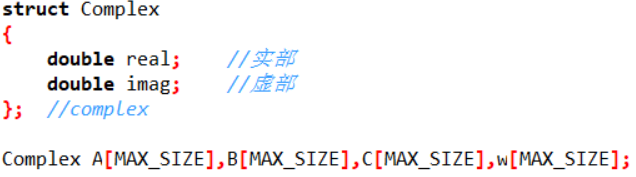 struct Complex
{
    double real;    //实部
    double imag;    //虚部
};  //complex
Complex A[MAX_SIZE],B[MAX_SIZE],C[MAX_SIZE],w[MAX_SIZE];